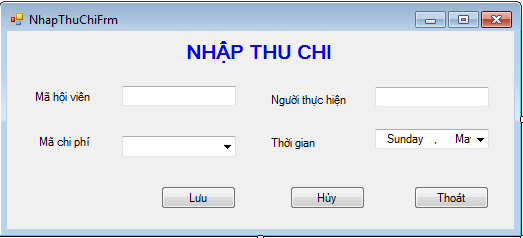 NhapThuChiFrm
NHẬP THU CHI
Mã hội viên
Người thực hiện
Mã chi phí
Thời gian
Sunday , May
Lưu
Hủy
Thoát